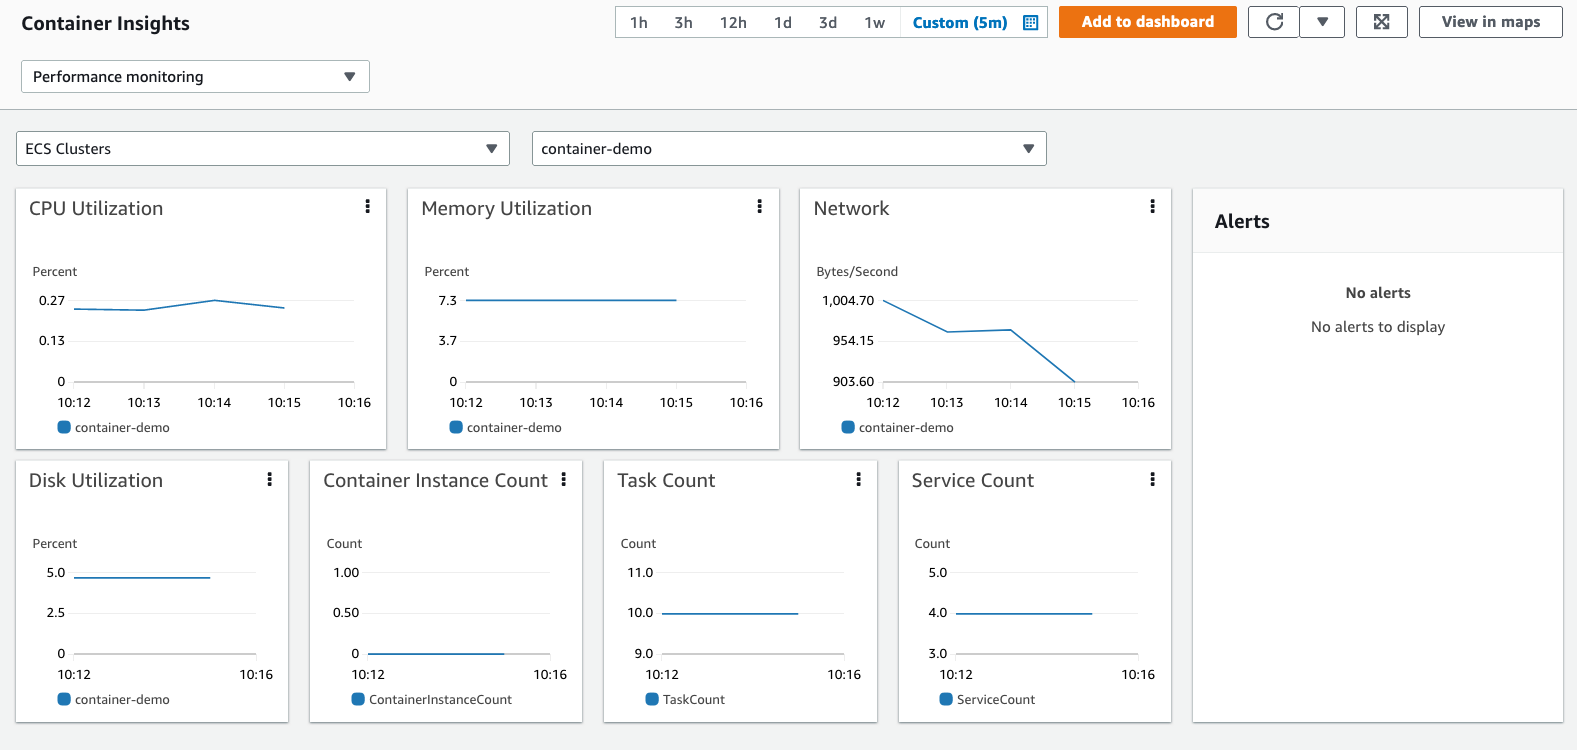 Container Insights
1h 3h 12h 1d 3d 1w Custom (5m)
Add to dashboard
View in maps
Performance monitoring
ECS Clusters
container-demo
CPU Utilization
Percent
0.27
0.13
0
10:12 10:13 10:14 10:15 10:16
container-demo
Memory Utilization
Percent
7.3
3.7
0
10:12 10:13 10:14 10:15 10:16
container-demo
Network
Bytes/Second
1,004.70
954.15
903.60
10:12 10:13 10:14 10:15 10:16
container-demo
Alerts
No alerts
No alerts to display
Disk Utilization
Percent
5.0
2.5
0
10:12 10:16
container-demo
Container Instance Count
Count
1.00
0.50
0
10:12 10:16
ContainerInstanceCount
Task Count
Count
11.0
10.0
9.0
10:12 10:16
TaskCount
Service Count
Count
5.0
4.0
3.0
10:12 10:16
ServiceCount